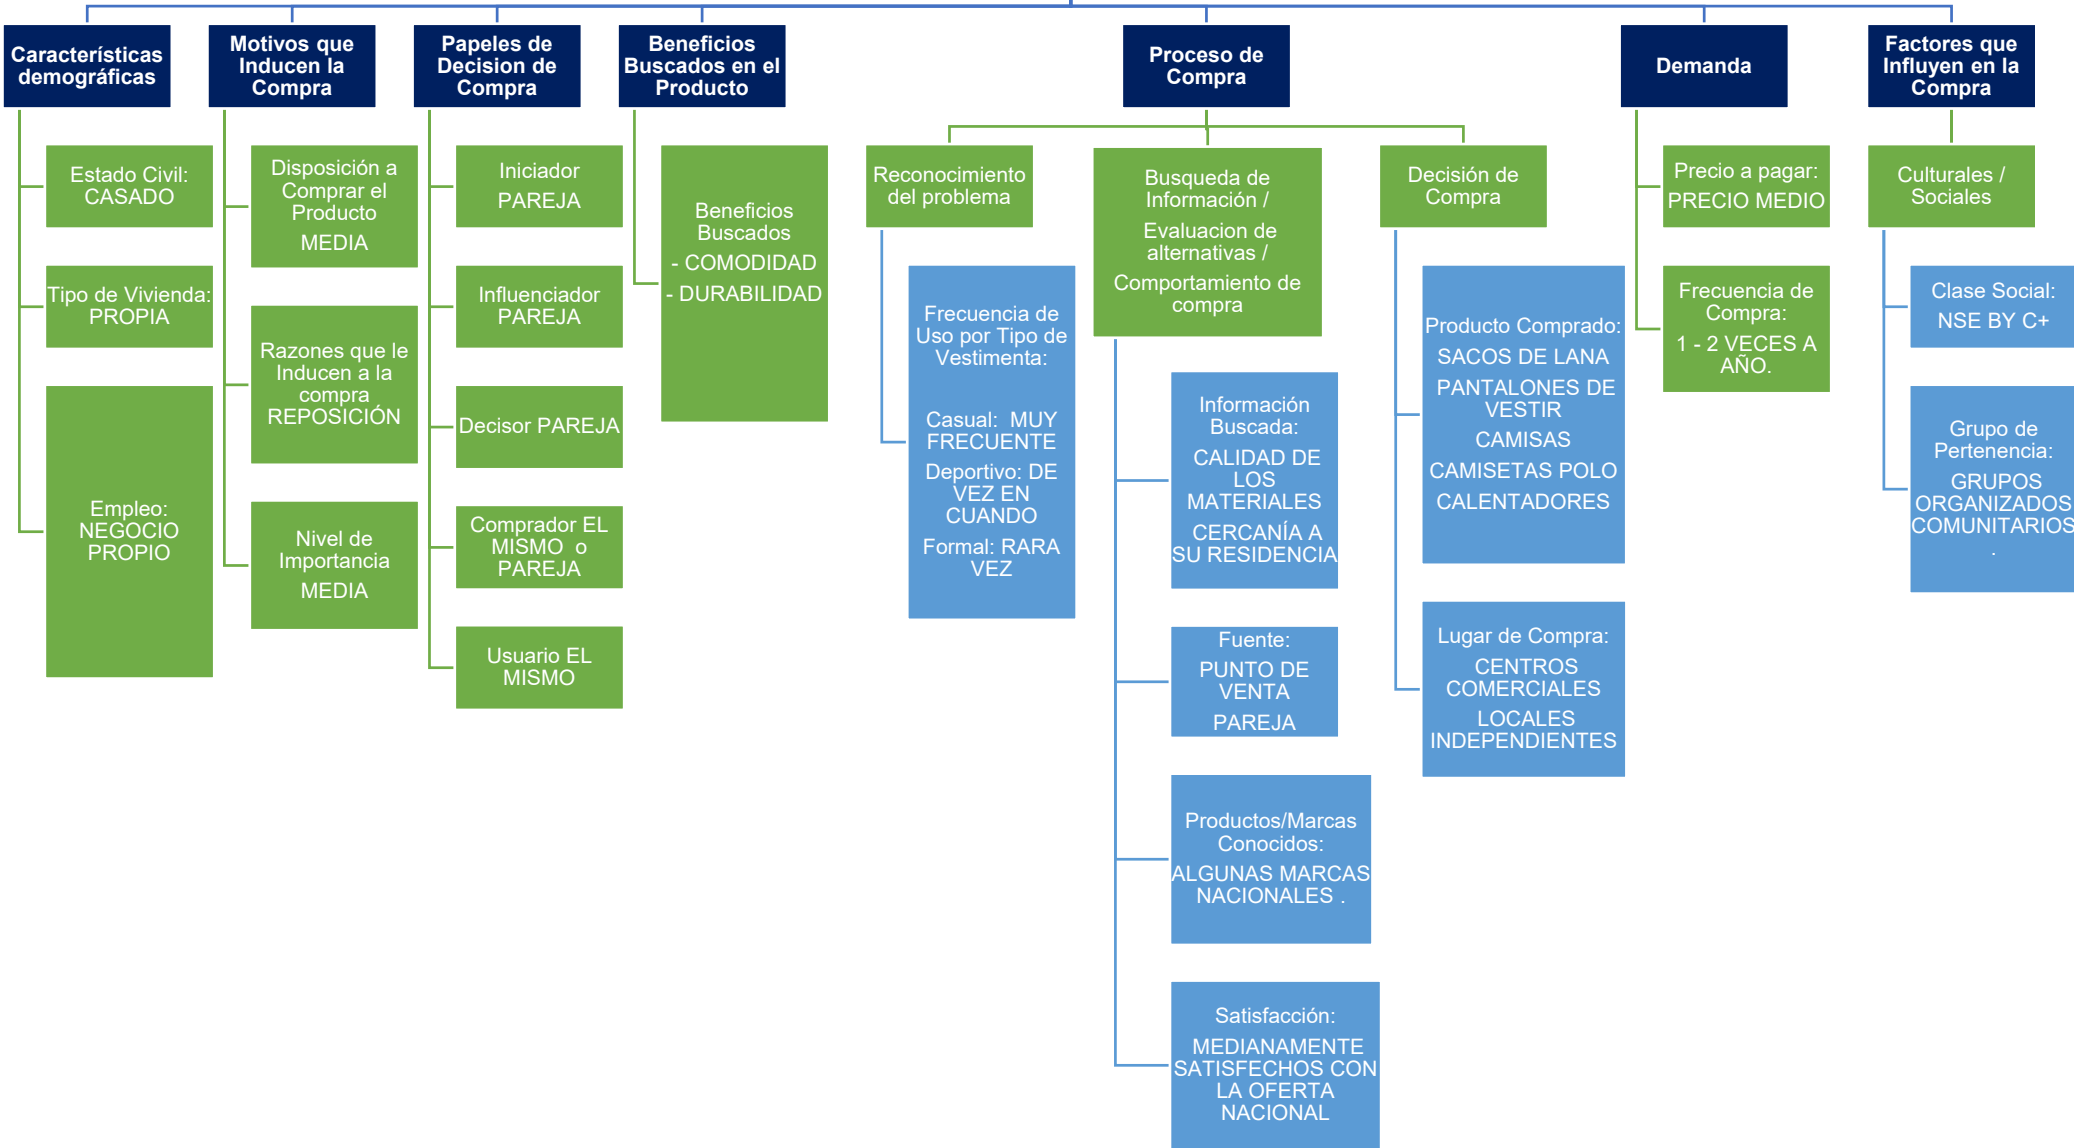 Característícas
demográficas
Estado Civil:
CASADO
Tipo de Vivienda:
PROPIA
Empleo:
NEGOCIO
PROPIO
Motivos que
Inducen la
Compra
Disposición a
Comprar el
Producto
MEDIA
Razones que le
Inducen a la
compra
REPOSICIÓN
Nivel de
Importancia
MEDIA
Papeles de
Decision de
Compra
Iniciador
PAREJA
Influenciador
PAREJA
Decisor PAREJA
Comprador EL
MISMO o
PAREJA
Usuario EL
MISMO
Beneficios
Buscados en el
Producto
Beneficios
Buscados
- COMODIDAD
- DURABILIDAD
Proceso de
Compra
Reconocimiento
del problema
Frecuencia de
Uso por Tipo de
Vestimenta:
Casual: MUY
FRECUENTE
Deportivo: DE
VEZ EN
CUANDO
Formal: RARA
VEZ
Busqueda de
Información /
Evaluacion de
alternativas /
Comportamiento de
compra
Información
Buscada:
CALIDAD DE
LOS
MATERIALES
CERCANÍA A
SU RESIDENCIA
Fuente:
PUNTO DE
VENTA
PAREJA
Productos/Marcas
Conocidos:
ALGUNAS MARCAS
NACIONALES .
Satisfacción:
MEDIANAMENTE
SATISFECHOS CON
LA OFERTA
NACIONAL
Decisión de
Compra
Producto Comprado:
SACOS DE LANA
PANTALONES DE
VESTIR
CAMISAS
CAMISETAS POLO
CALENTADORES
Lugar de Compra:
CENTROS
COMERCIALES
LOCALES
INDEPENDIENTES
Demanda
Precio a pagar:
PRECIO MEDIO
Frecuencia de
Compra:
1 - 2 VECES A
AÑO.
Factores que
Influyen en la
Compra
Culturales /
Sociales
Clase Social:
NSE BY C+
Grupo de
Pertenencia:
GRUPOS
ORGANIZADOS
COMUNITARIOS
.